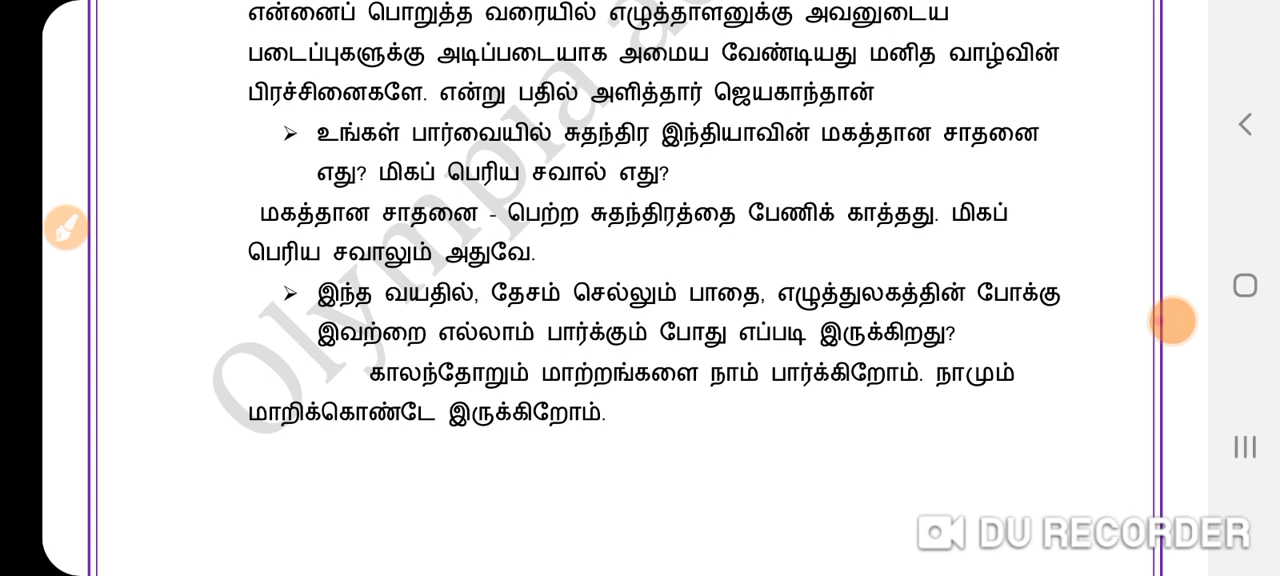 என்னைப் பொறுத்த வரையில் எழுத்தாளனுக்கு அவனுடைய
படைப்புகளுக்கு அடிப்படையாக அமைய வேண்டியது மனித வாழ்வின்
பிரச்சினைகளே. என்று பதில் அளித்தார் ஜெயகாந்தான்
➢ உங்கள் பார்வையில் சுதந்திர இந்தியாவின் மகத்தான சாதனை
எது? மிகப் பெரிய சவால் எது?
மகத்தான சாதனை - பெற்ற சுதந்திரத்தை பேணிக் காத்தது. மிகப்
பெரிய சவாலும் அதுவே.
➢ இந்த வயதில், தேசம் செல்லும் பாதை, எழுத்துலகத்தின் போக்கு
இவற்றை எல்லாம் பார்க்கும் போது எப்படி இருக்கிறது?
காலந்தோறும் மாற்றங்களை நாம் பார்க்கிறோம். நாமும்
மாறிக்கொண்டே இருக்கிறோம்.
Olympia
DU RECORDER